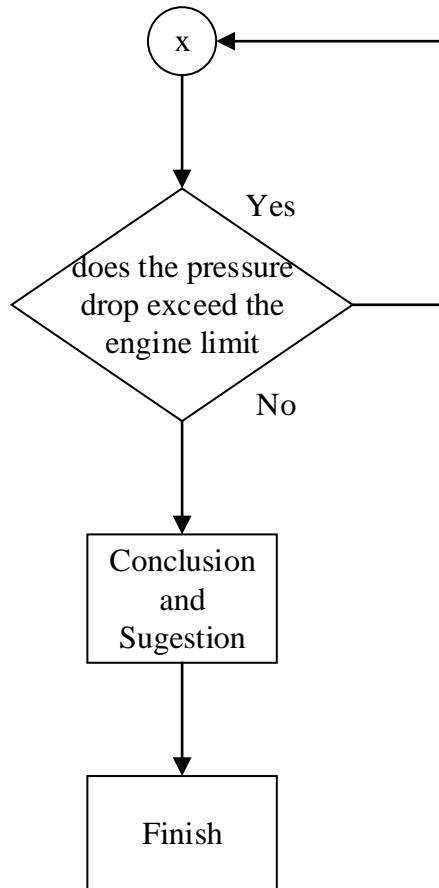 x
Yes
does the pressure
drop exceed the
engine limit
No
Conclusion
and
Sugestion
Finish